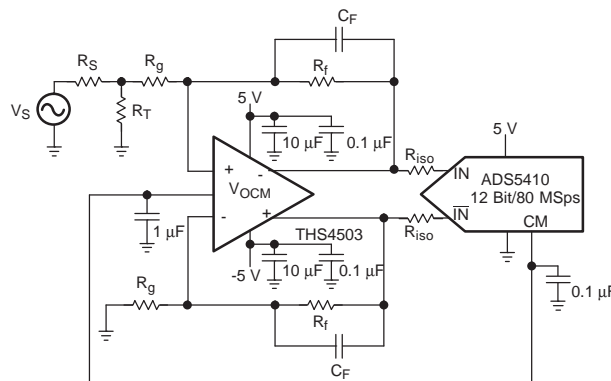 C_F
R_S
R_g
R_f
V_S
R_T
5 V
10 µF
0.1 µF
5 V
R_iso
IN
ADS5410
12 Bit/80 MSps
+
-
V_OCM
-
+
1 µF
THS4503
R_iso
IN
CM
-5 V
10 µF
0.1 µF
0.1 µF
R_g
R_f
C_F